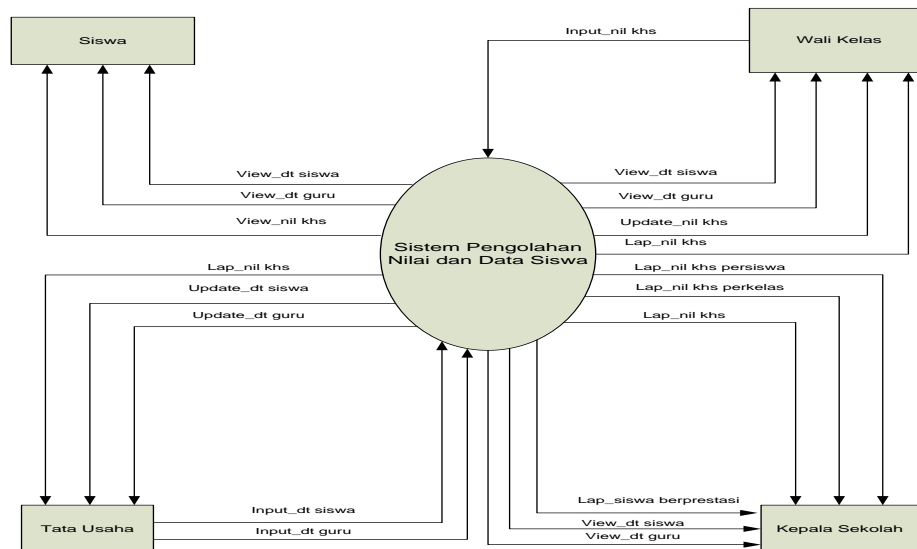 Siswa
Input_nil khs
Wali Kelas
View_dt siswa
View_dt guru
View_nil khs
View_dt siswa
View_dt guru
Update_nil khs
Lap_nil khs
Sistem Pengolahan
Nilai dan Data Siswa
Lap_nil khs
Update_dt siswa
Update_dt guru
Lap_nil khs persiswa
Lap_nil khs perkelas
Lap_nil khs
Tata Usaha
Input_dt siswa
Input_dt guru
Lap_siswa berprestasi
View_dt siswa
View_dt guru
Kepala Sekolah